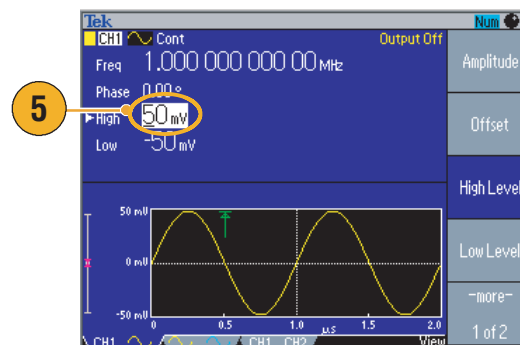 Tek Num
CH1 Cont Output Off
Freq 1.000 000 000 00 MHz
Phase 0.00 °
5
High 50 mV
Low -50 mV
Amplitude
Offset
High Level
Low Level
-more-
1 of 2
50 mV
0 mV
-50 mV
0 0.5 1.0 μs 1.5 2.0
CH1 CH1 CH2 View